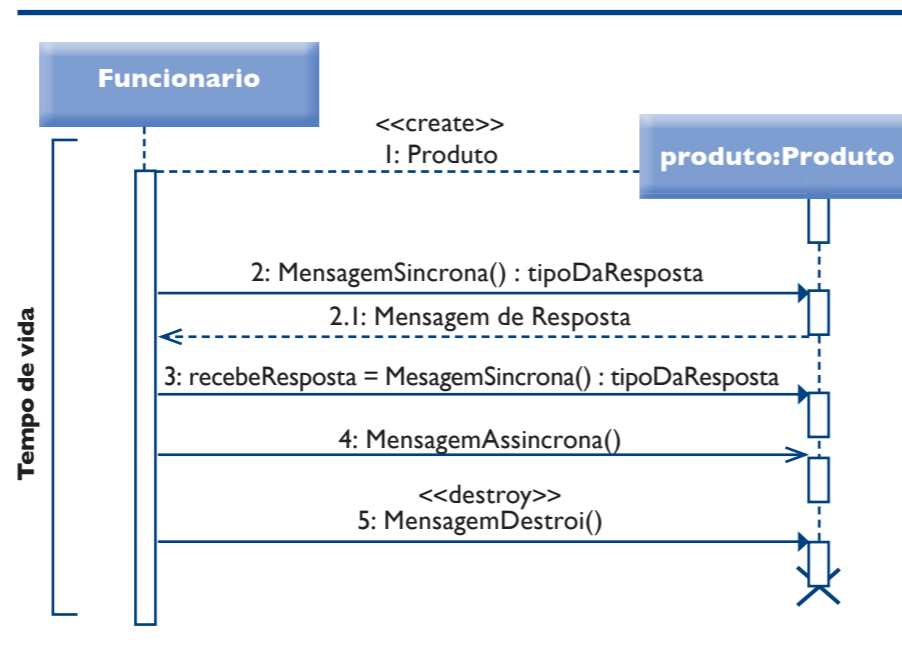 Funcionario
<<create>>
1: Produto
produto:Produto
Tempo de vida
2: MensagemSincrona() : tipoDaResposta
2.1: Mensagem de Resposta
3: recebeResposta = MesagemSincrona() : tipoDaResposta
4: MensagemAssincrona()
<<destroy>>
5: MensagemDestroi()